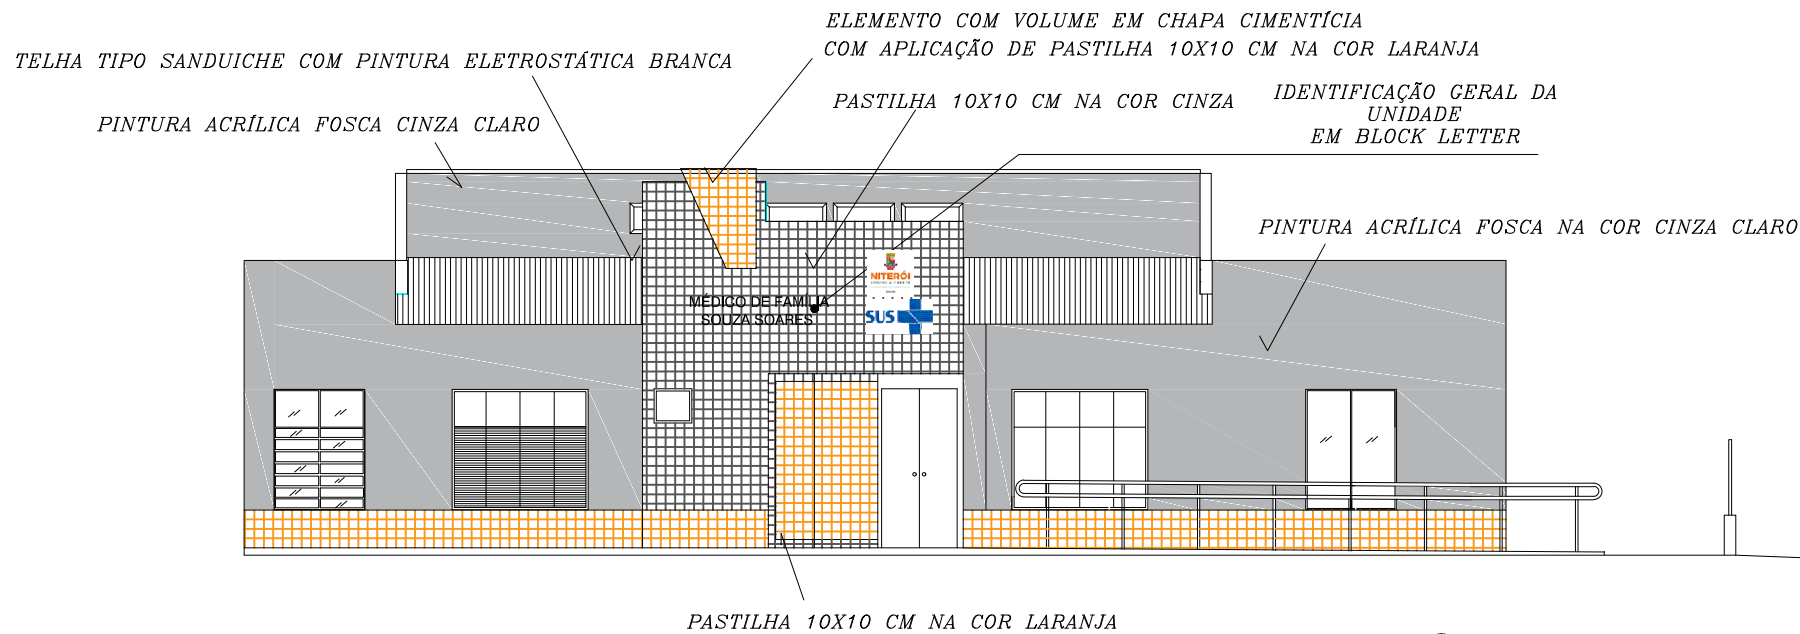 ELEMENTO COM VOLUME EM CHAPA CIMENTÍCIA
COM APLICAÇÃO DE PASTILHA 10X10 CM NA COR LARANJA
TELHA TIPO SANDUICHE COM PINTURA ELETROSTÁTICA BRANCA
PASTILHA 10X10 CM NA COR CINZA
IDENTIFICAÇÃO GERAL DA
UNIDADE
EM BLOCK LETTER
PINTURA ACRÍLICA FOSCA CINZA CLARO
PINTURA ACRÍLICA FOSCA NA COR CINZA CLARO
NITERÓI
MÉDICO DE FAMÍLIA
SOUZA SOARES
SUS
PASTILHA 10X10 CM NA COR LARANJA